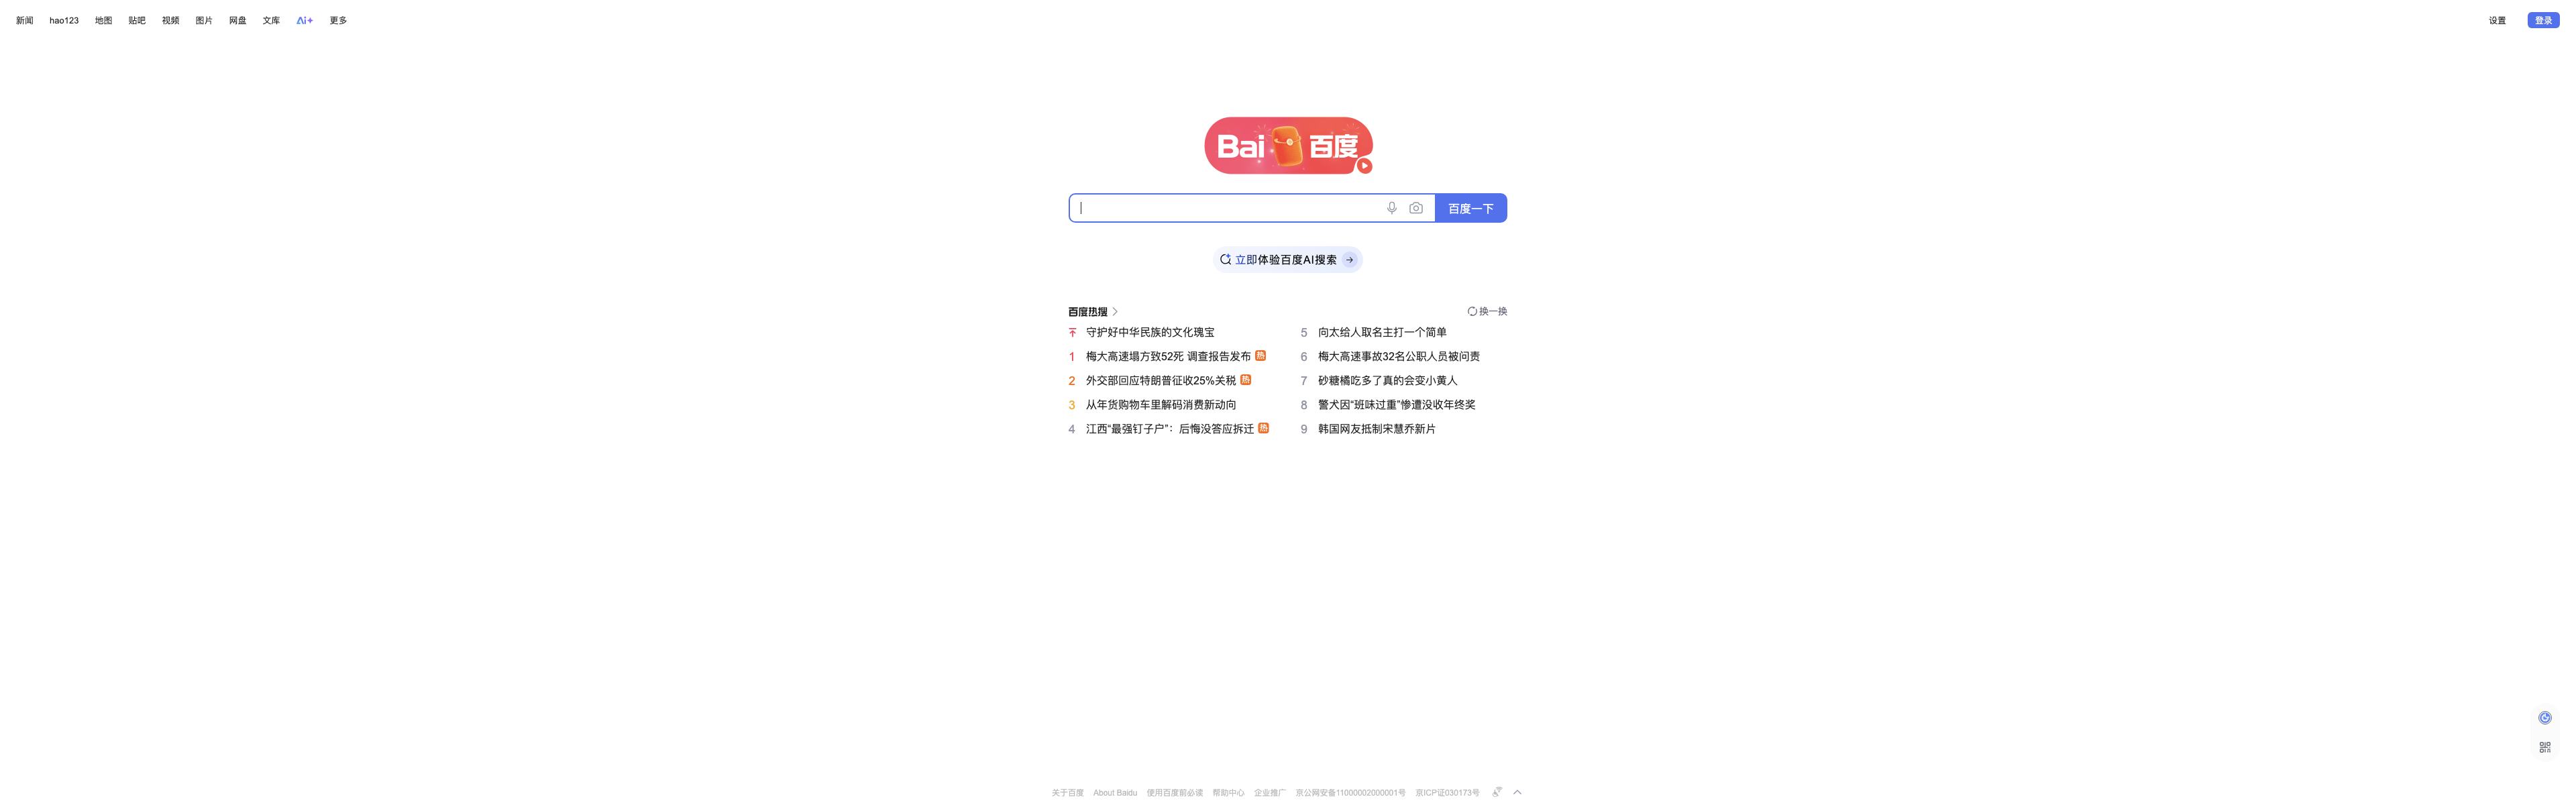 新闻 hao123 地图 贴吧 视频 图片 网盘 文库 Ai+ 更多 设置 登录
Bai 百度
百度一下
立即体验百度AI搜索
百度热搜 换一换
守护好中华民族的文化瑰宝
1 梅大高速塌方致52死 调查报告发布 热
2 外交部回应特朗普征收25%关税 热
3 从年货购物车里解码消费新动向
4 江西“最强钉子户”：后悔没答应拆迁 热
5 向太给人取名主打一个简单
6 梅大高速事故32名公职人员被问责
7 砂糖橘吃多了真的会变小黄人
8 警犬因“班味过重”惨遭没收年终奖
9 韩国网友抵制宋慧乔新片
关于百度 About Baidu 使用百度前必读 帮助中心 企业推广 京公网安备11000002000001号 京ICP证030173号